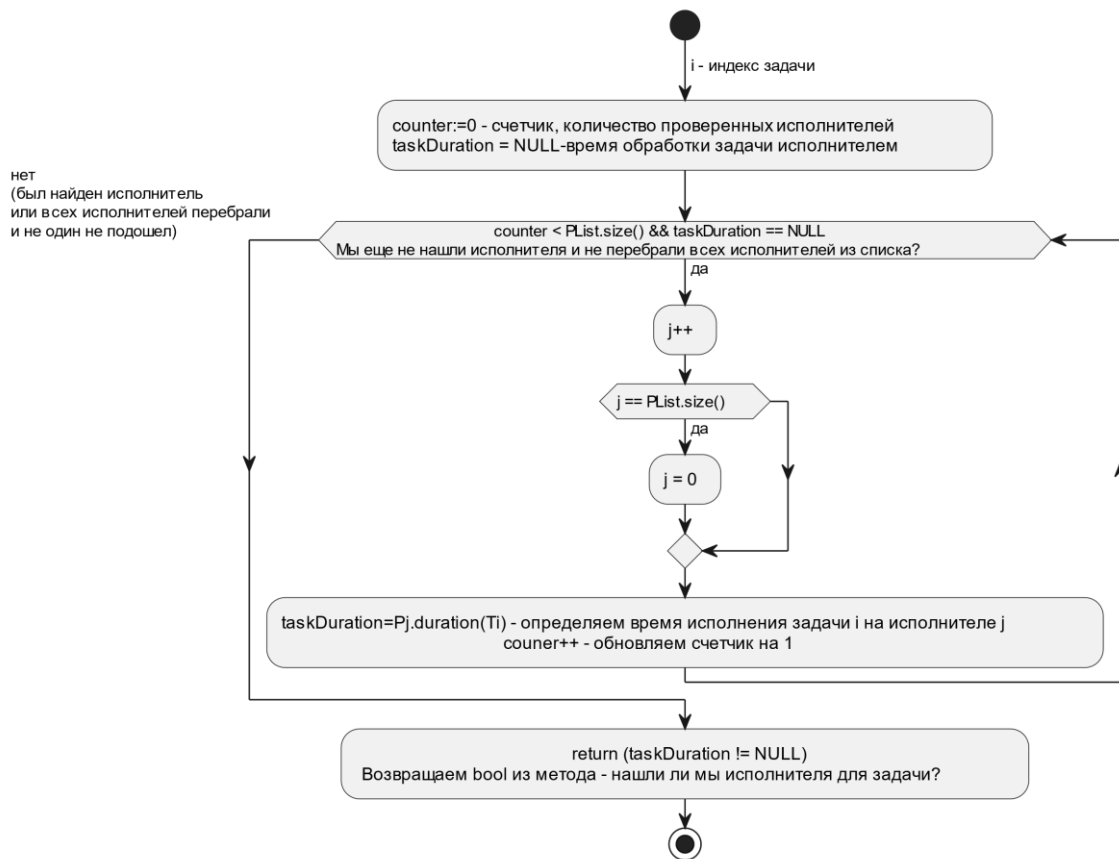 i - индекс задачи
counter:=0 - счетчик, количество проверенных исполнителей
taskDuration = NULL-время обработки задачи исполнителем
нет
(был найден исполнитель
или всех исполнителей перебрали
и не один не подошел)
counter < PList.size() && taskDuration == NULL
Мы еще не нашли исполнителя и не перебрали всех исполнителей из списка?
да
j++
j == PList.size()
да
j = 0
taskDuration=Pj.duration(Ti) - определяем время исполнения задачи i на исполнителе j
couner++ - обновляем счетчик на 1
return (taskDuration != NULL)
Возвращаем bool из метода - нашли ли мы исполнителя для задачи?